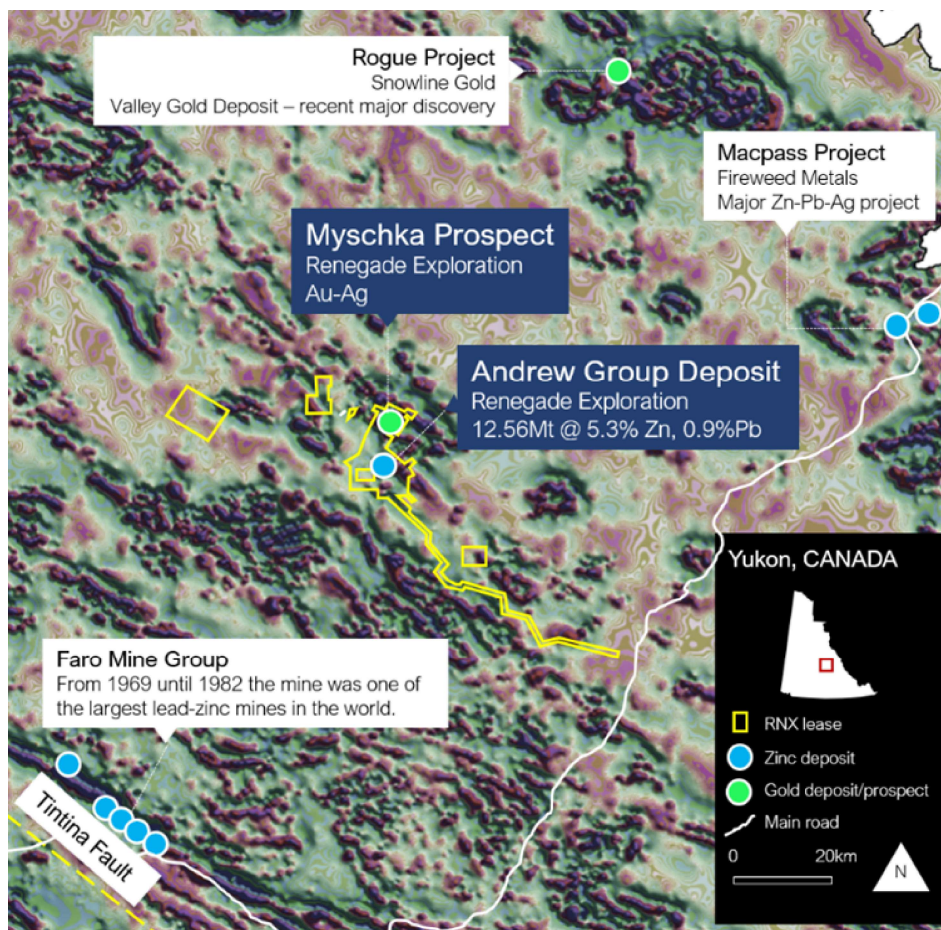 Rogue Project
Snowline Gold
Valley Gold Deposit – recent major discovery
Macpass Project
Fireweed Metals
Major Zn-Pb-Ag project
Myschka Prospect
Renegade Exploration
Au-Ag
Andrew Group Deposit
Renegade Exploration
12.56Mt @ 5.3% Zn, 0.9%Pb
Faro Mine Group
From 1969 until 1982 the mine was one of
the largest lead-zinc mines in the world.
Tintina Fault
Yukon, CANADA
RNX lease
Zinc deposit
Gold deposit/prospect
Main road
0 20km
N